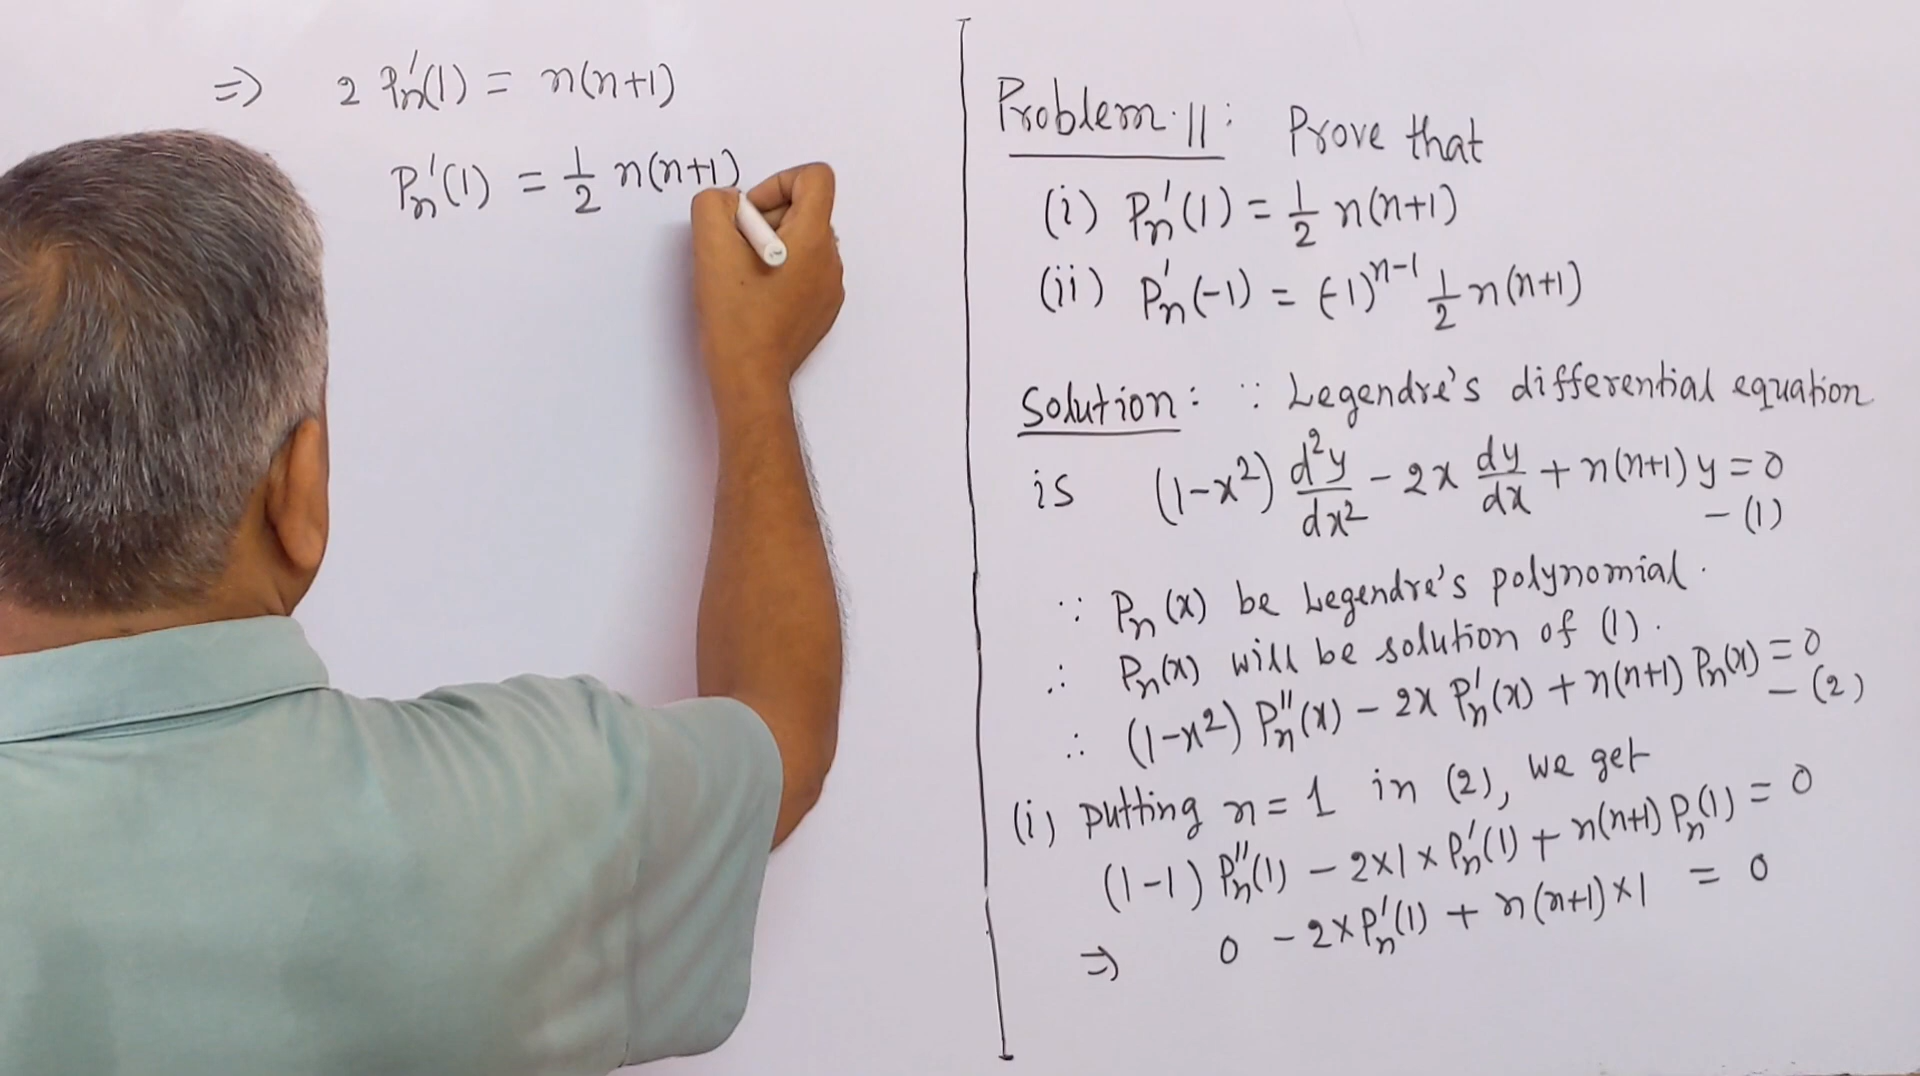 ⇒ 2 Pn′(1) = n(n+1)
Pn′(1) = 1/2 n(n+1)
Problem.11: Prove that
(i) Pn′(1) = 1/2 n(n+1)
(ii) Pn′(-1) = (-1)^(n-1) 1/2 n(n+1)
Solution: ∵ Legendre's differential equation
is (1-x²) d²y/dx² - 2x dy/dx + n(n+1) y = 0
- (1)
∵ Pn(x) be Legendre's polynomial.
∴ Pn(x) will be solution of (1).
∴ (1-x²) Pn″(x) - 2x Pn′(x) + n(n+1) Pn(x) = 0
- (2)
(i) Putting n = 1 in (2), we get
(1-1) Pn″(1) - 2×1× Pn′(1) + n(n+1) Pn(1) = 0
⇒ 0 - 2×Pn′(1) + n(n+1)×1 = 0